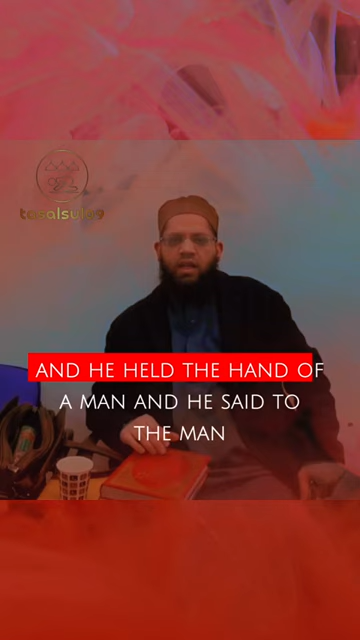 AND HE HELD THE HAND OF
A MAN AND HE SAID TO
THE MAN